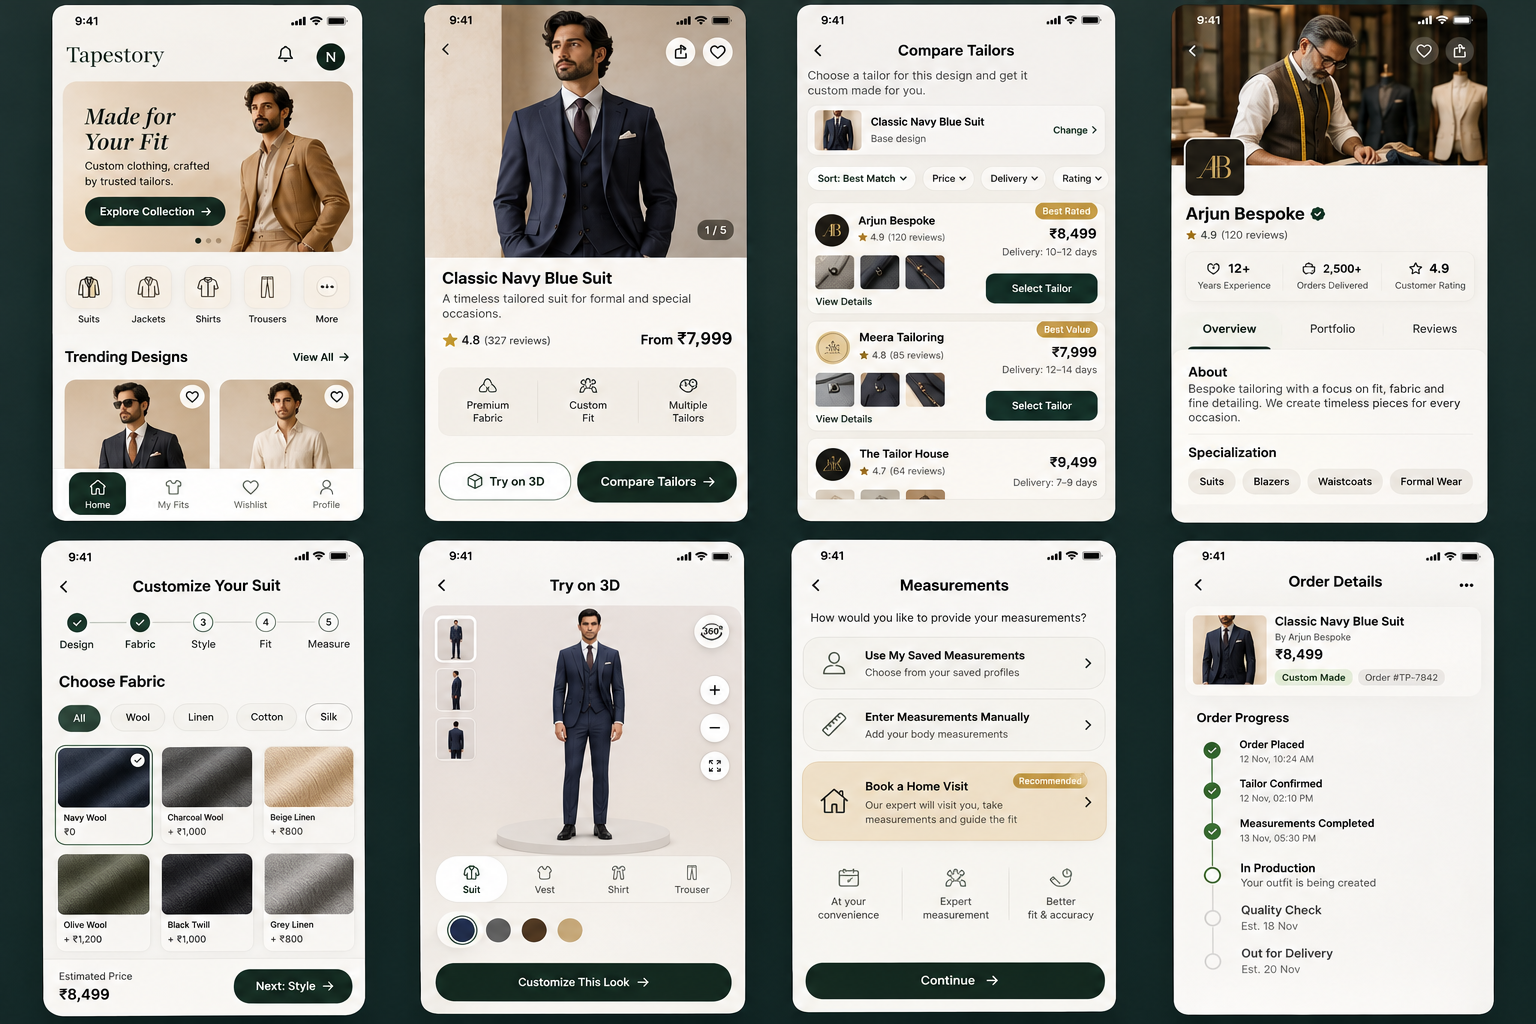 9:41
Tapestory
N
Made for
Your Fit
Custom clothing, crafted
by trusted tailors.
Explore Collection →
Suits
Jackets
Shirts
Trousers
More
Trending Designs
View All →
Home
My Fits
Wishlist
Profile
9:41
1 / 5
Classic Navy Blue Suit
A timeless tailored suit for formal and special
occasions.
4.8 (327 reviews)
From ₹7,999
Premium
Fabric
Custom
Fit
Multiple
Tailors
Try on 3D
Compare Tailors →
9:41
Compare Tailors
Choose a tailor for this design and get it
custom made for you.
Classic Navy Blue Suit
Base design
Change
Sort: Best Match
Price
Delivery
Rating
Best Rated
AB
Arjun Bespoke
4.9 (120 reviews)
₹8,499
Delivery: 10–12 days
View Details
Select Tailor
Best Value
Meera Tailoring
4.8 (85 reviews)
₹7,999
Delivery: 12–14 days
View Details
Select Tailor
The Tailor House
4.7 (64 reviews)
₹9,499
Delivery: 7–9 days
9:41
AB
Arjun Bespoke
4.9 (120 reviews)
12+
Years Experience
2,500+
Orders Delivered
4.9
Customer Rating
Overview
Portfolio
Reviews
About
Bespoke tailoring with a focus on fit, fabric and
fine detailing. We create timeless pieces for every
occasion.
Specialization
Suits
Blazers
Waistcoats
Formal Wear
9:41
Customize Your Suit
3
4
5
Design
Fabric
Style
Fit
Measure
Choose Fabric
All
Wool
Linen
Cotton
Silk
Navy Wool
₹0
Charcoal Wool
+ ₹1,000
Beige Linen
+ ₹800
Olive Wool
+ ₹1,200
Black Twill
+ ₹1,000
Grey Linen
+ ₹800
Estimated Price
₹8,499
Next: Style →
9:41
Try on 3D
360°
Suit
Vest
Shirt
Trouser
Customize This Look →
9:41
Measurements
How would you like to provide your measurements?
Use My Saved Measurements
Choose from your saved profiles
Enter Measurements Manually
Add your body measurements
Recommended
Book a Home Visit
Our expert will visit you, take
measurements and guide the fit
At your
convenience
Expert
measurement
Better
fit & accuracy
Continue →
9:41
Order Details
Classic Navy Blue Suit
By Arjun Bespoke
₹8,499
Custom Made
Order #TP-7842
Order Progress
Order Placed
12 Nov, 10:24 AM
Tailor Confirmed
12 Nov, 02:10 PM
Measurements Completed
13 Nov, 05:30 PM
In Production
Your outfit is being created
Quality Check
Est. 18 Nov
Out for Delivery
Est. 20 Nov